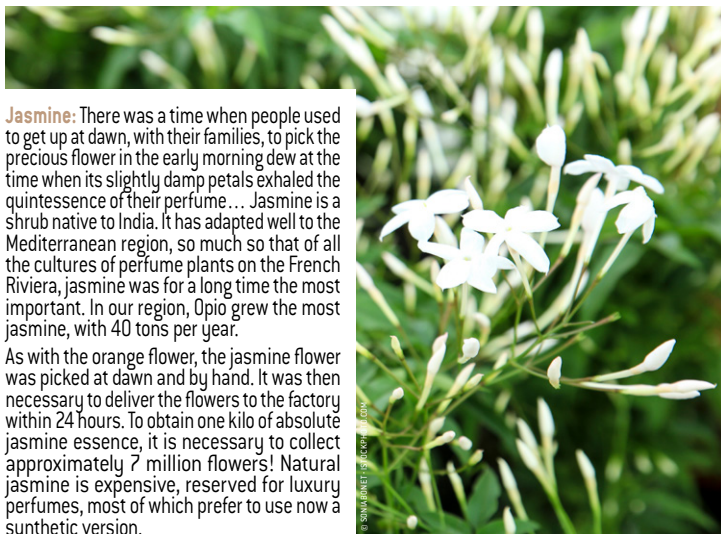 Jasmine: There was a time when people used
to get up at dawn, with their families, to pick the
precious flower in the early morning dew at the
time when its slightly damp petals exhaled the
quintessence of their perfume... Jasmine is a
shrub native to India. It has adapted well to the
Mediterranean region, so much so that of all
the cultures of perfume plants on the French
Riviera, jasmine was for a long time the most
important. In our region, Opio grew the most
jasmine, with 40 tons per year.
As with the orange flower, the jasmine flower
was picked at dawn and by hand. It was then
necessary to deliver the flowers to the factory
within 24 hours. To obtain one kilo of absolute
jasmine essence, it is necessary to collect
approximately 7 million flowers! Natural
jasmine is expensive, reserved for luxury
perfumes, most of which prefer to use now a
synthetic version.
© SONIABONET - ISTOCKPHOTO.COM